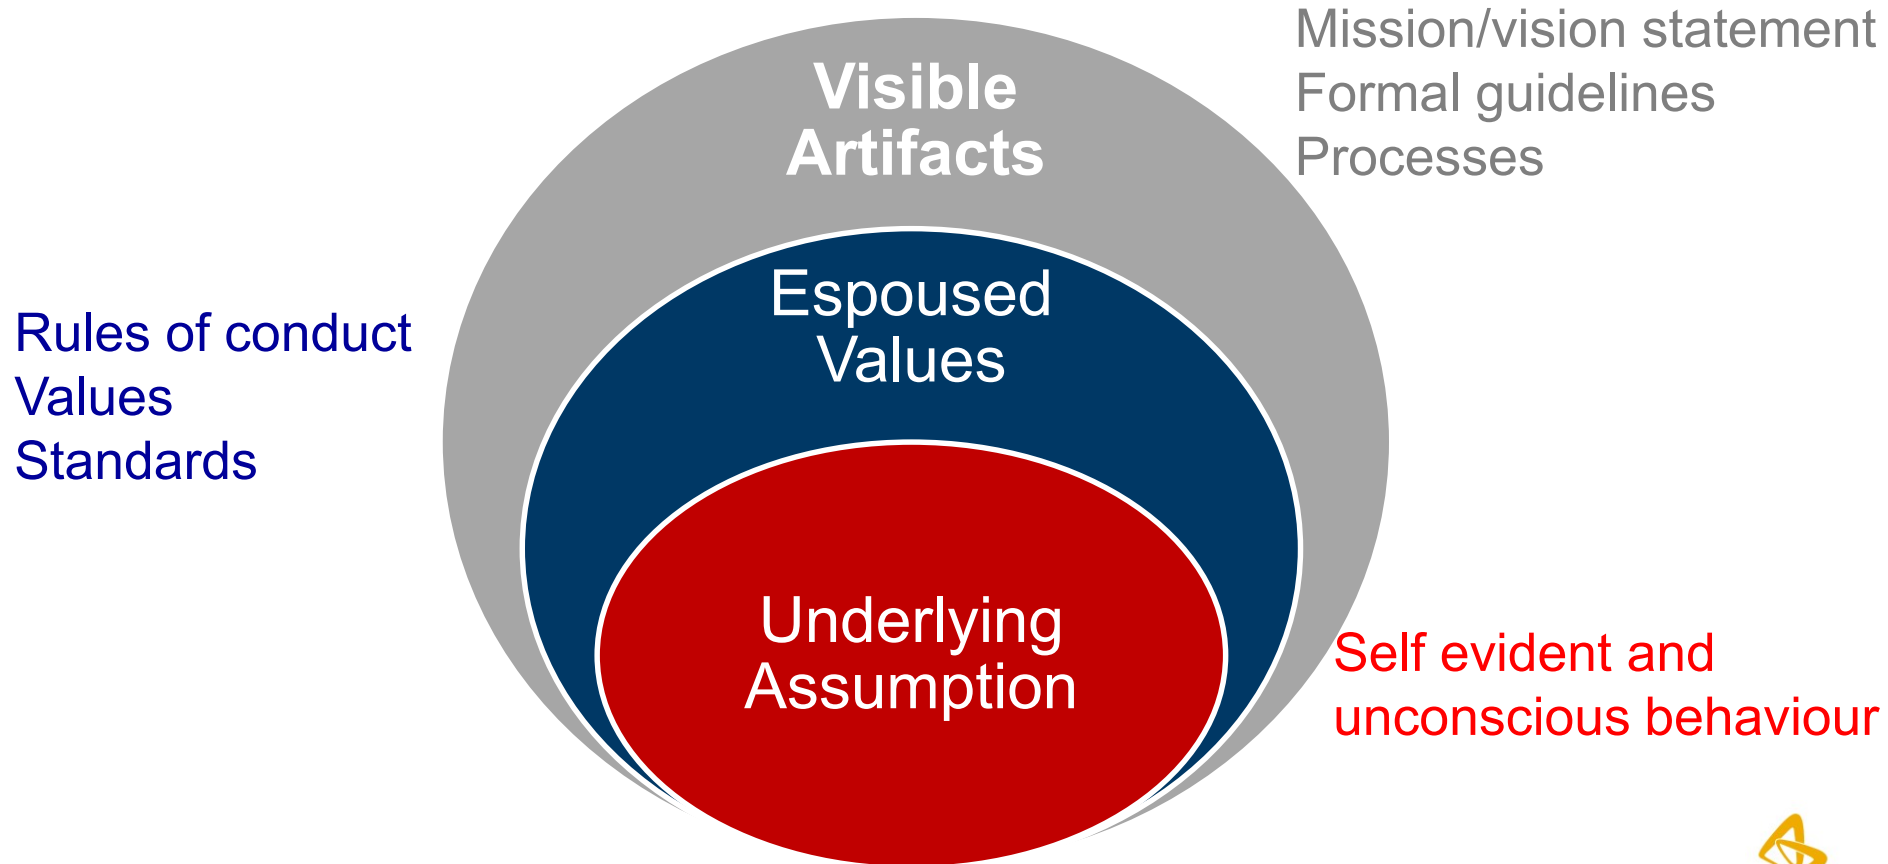 Mission/vision statement
Formal guidelines
Processes
Visible
Artifacts
Espoused
Values
Rules of conduct
Values
Standards
Underlying
Assumption
Self evident and
unconscious behaviour